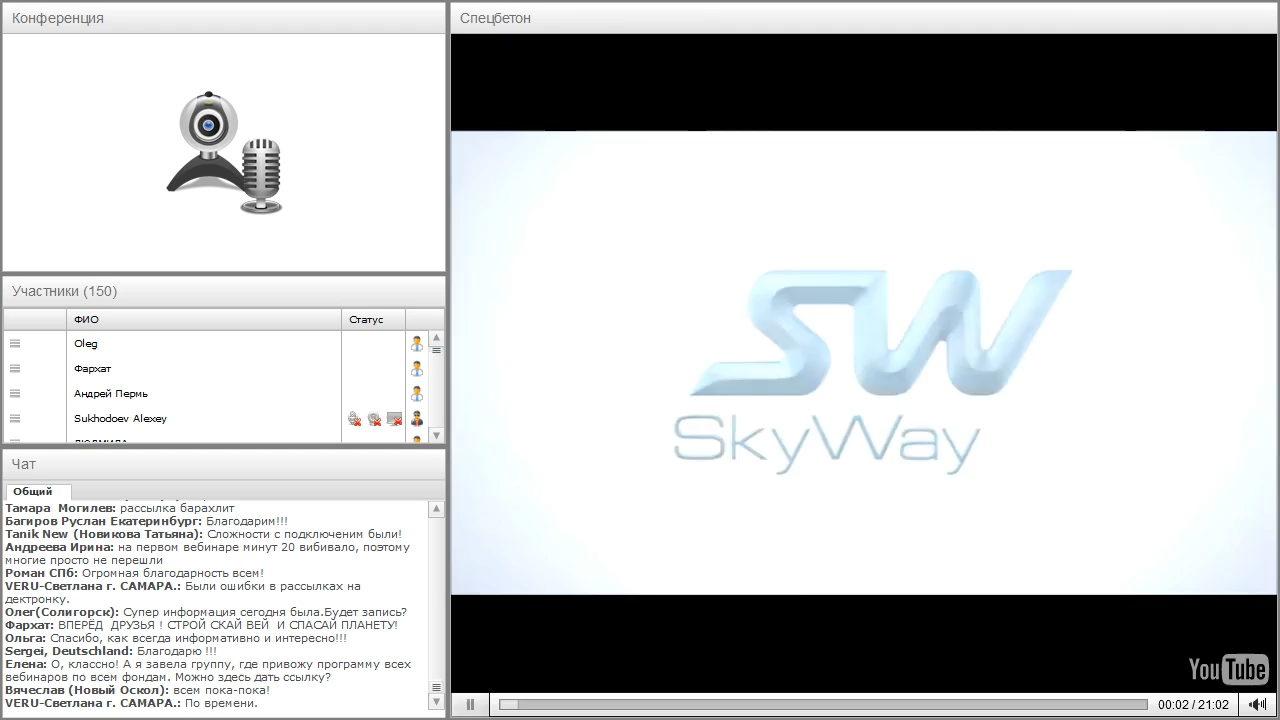 Конференция
Спецбетон
SW
SkyWay
Участники (150)
ФИО Статус
Oleg
Фархат
Андрей Пермь
Sukhodoev Alexey
Чат
Общий
Тамара Могилев: рассылка барахлит
Багиров Руслан Екатеринбург: Благодарим!!!
Tanik New (Новикова Татьяна): Сложности с подключеним были!
Андреева Ирина: на первом вебинаре минут 20 вибивало, поэтому
многие просто не перешли
Роман СПб: Огромная благодарность всем!
VERU-Светлана г. САМАРА.: Были ошибки в рассылках на
дектронку.
Олег(Солигорск): Супер информация сегодня была.Будет запись?
Фархат: ВПЕРЁД ДРУЗЬЯ ! СТРОЙ СКАЙ ВЕЙ И СПАСАЙ ПЛАНЕТУ!
Ольга: Спасибо, как всегда информативно и интересно!!!
Sergei, Deutschland: Благодарю !!!
Елена: О, классно! А я завела группу, где привожу программу всех
вебинаров по всем фондам. Можно здесь дать ссылку?
Вячеслав (Новый Оскол): всем пока-пока!
VERU-Светлана г. САМАРА.: По времени.
YouTube
00:02 / 21:02